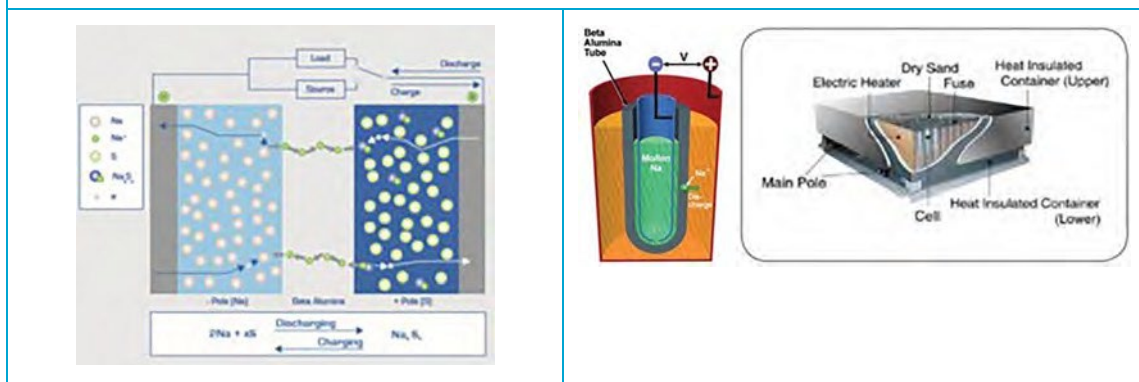 Load
Discharge
Source
Charge
Na
Na⁺
S
e
- Pole [Na]
Beta Alumina
+ Pole [S]
2Na + xS
Discharging
Charging
Beta
Alumina
Tube
V
Molten
Na
Na⁺
Dis-
charge
Electric Heater
Dry Sand
Fuse
Heat Insulated
Container (Upper)
Main Pole
Cell
Heat Insulated Container
(Lower)